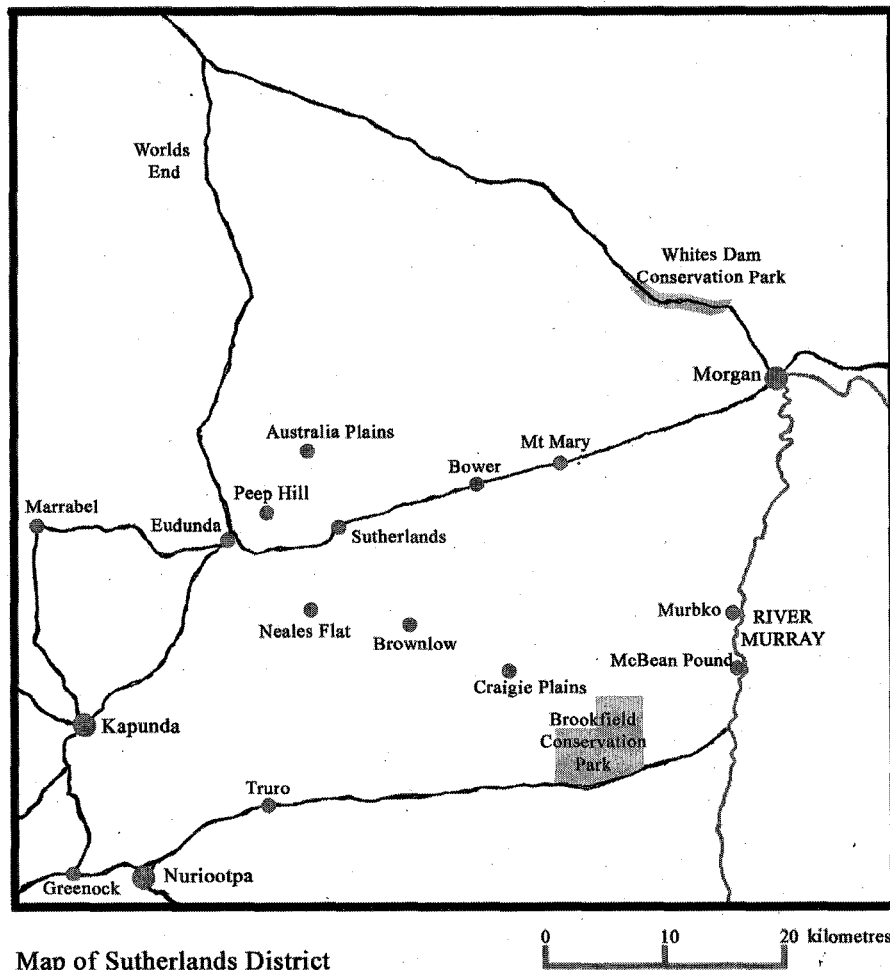 Worlds
End
Whites Dam
Conservation Park
Morgan
Australia Plains
Mt Mary
Bower
Peep Hill
Marrabel
Eudunda
Sutherlands
Neales Flat
Brownlow
Murbko
RIVER
MURRAY
McBean Pound
Craigie Plains
Brookfield
Conservation
Park
Kapunda
Truro
Greenock
Nuriootpa
Map of Sutherlands District
0 10 20 kilometres